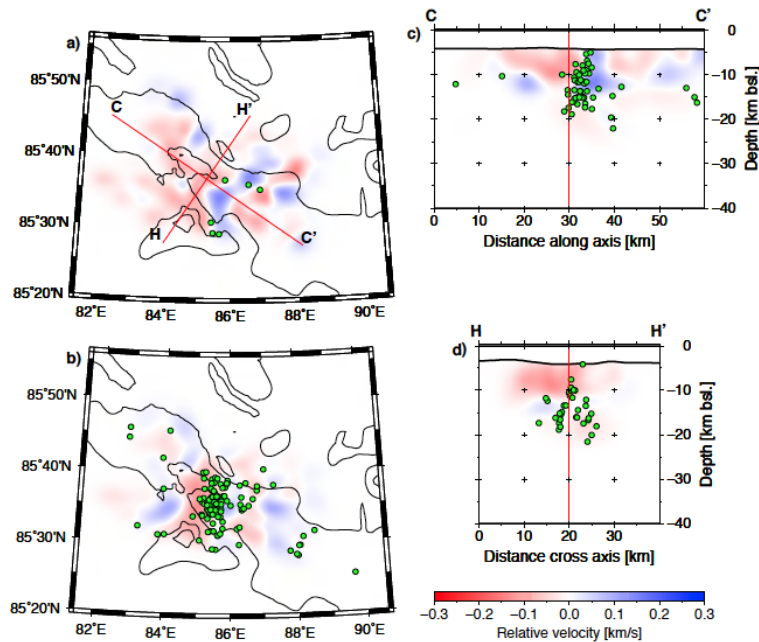 a)
85°50'N
85°40'N
85°30'N
85°20'N
C
H'
H
C'
82°E
84°E
86°E
88°E
90°E
b)
85°50'N
85°40'N
85°30'N
85°20'N
82°E
84°E
86°E
88°E
90°E
C
C'
c)
0
-10
-20
-30
-40
Depth [km bsl.]
0
10
20
30
40
50
Distance along axis [km]
H
H'
d)
0
-10
-20
-30
-40
Depth [km bsl.]
0
10
20
30
Distance cross axis [km]
-0.3
-0.2
-0.1
0.0
0.1
0.2
0.3
Relative velocity [km/s]